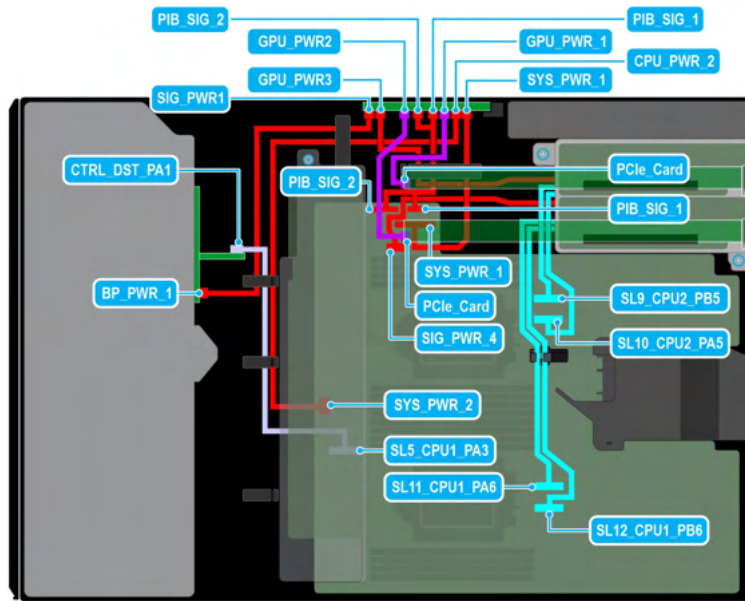 PIB_SIG_2
PIB_SIG_1
GPU_PWR2
GPU_PWR_1
CPU_PWR_2
GPU_PWR3
SYS_PWR_1
SIG_PWR1
CTRL_DST_PA1
PCIe_Card
PIB_SIG_2
PIB_SIG_1
SYS_PWR_1
BP_PWR_1
PCIe_Card
SL9_CPU2_PB5
SIG_PWR_4
SL10_CPU2_PA5
SYS_PWR_2
SL5_CPU1_PA3
SL11_CPU1_PA6
SL12_CPU1_PB6